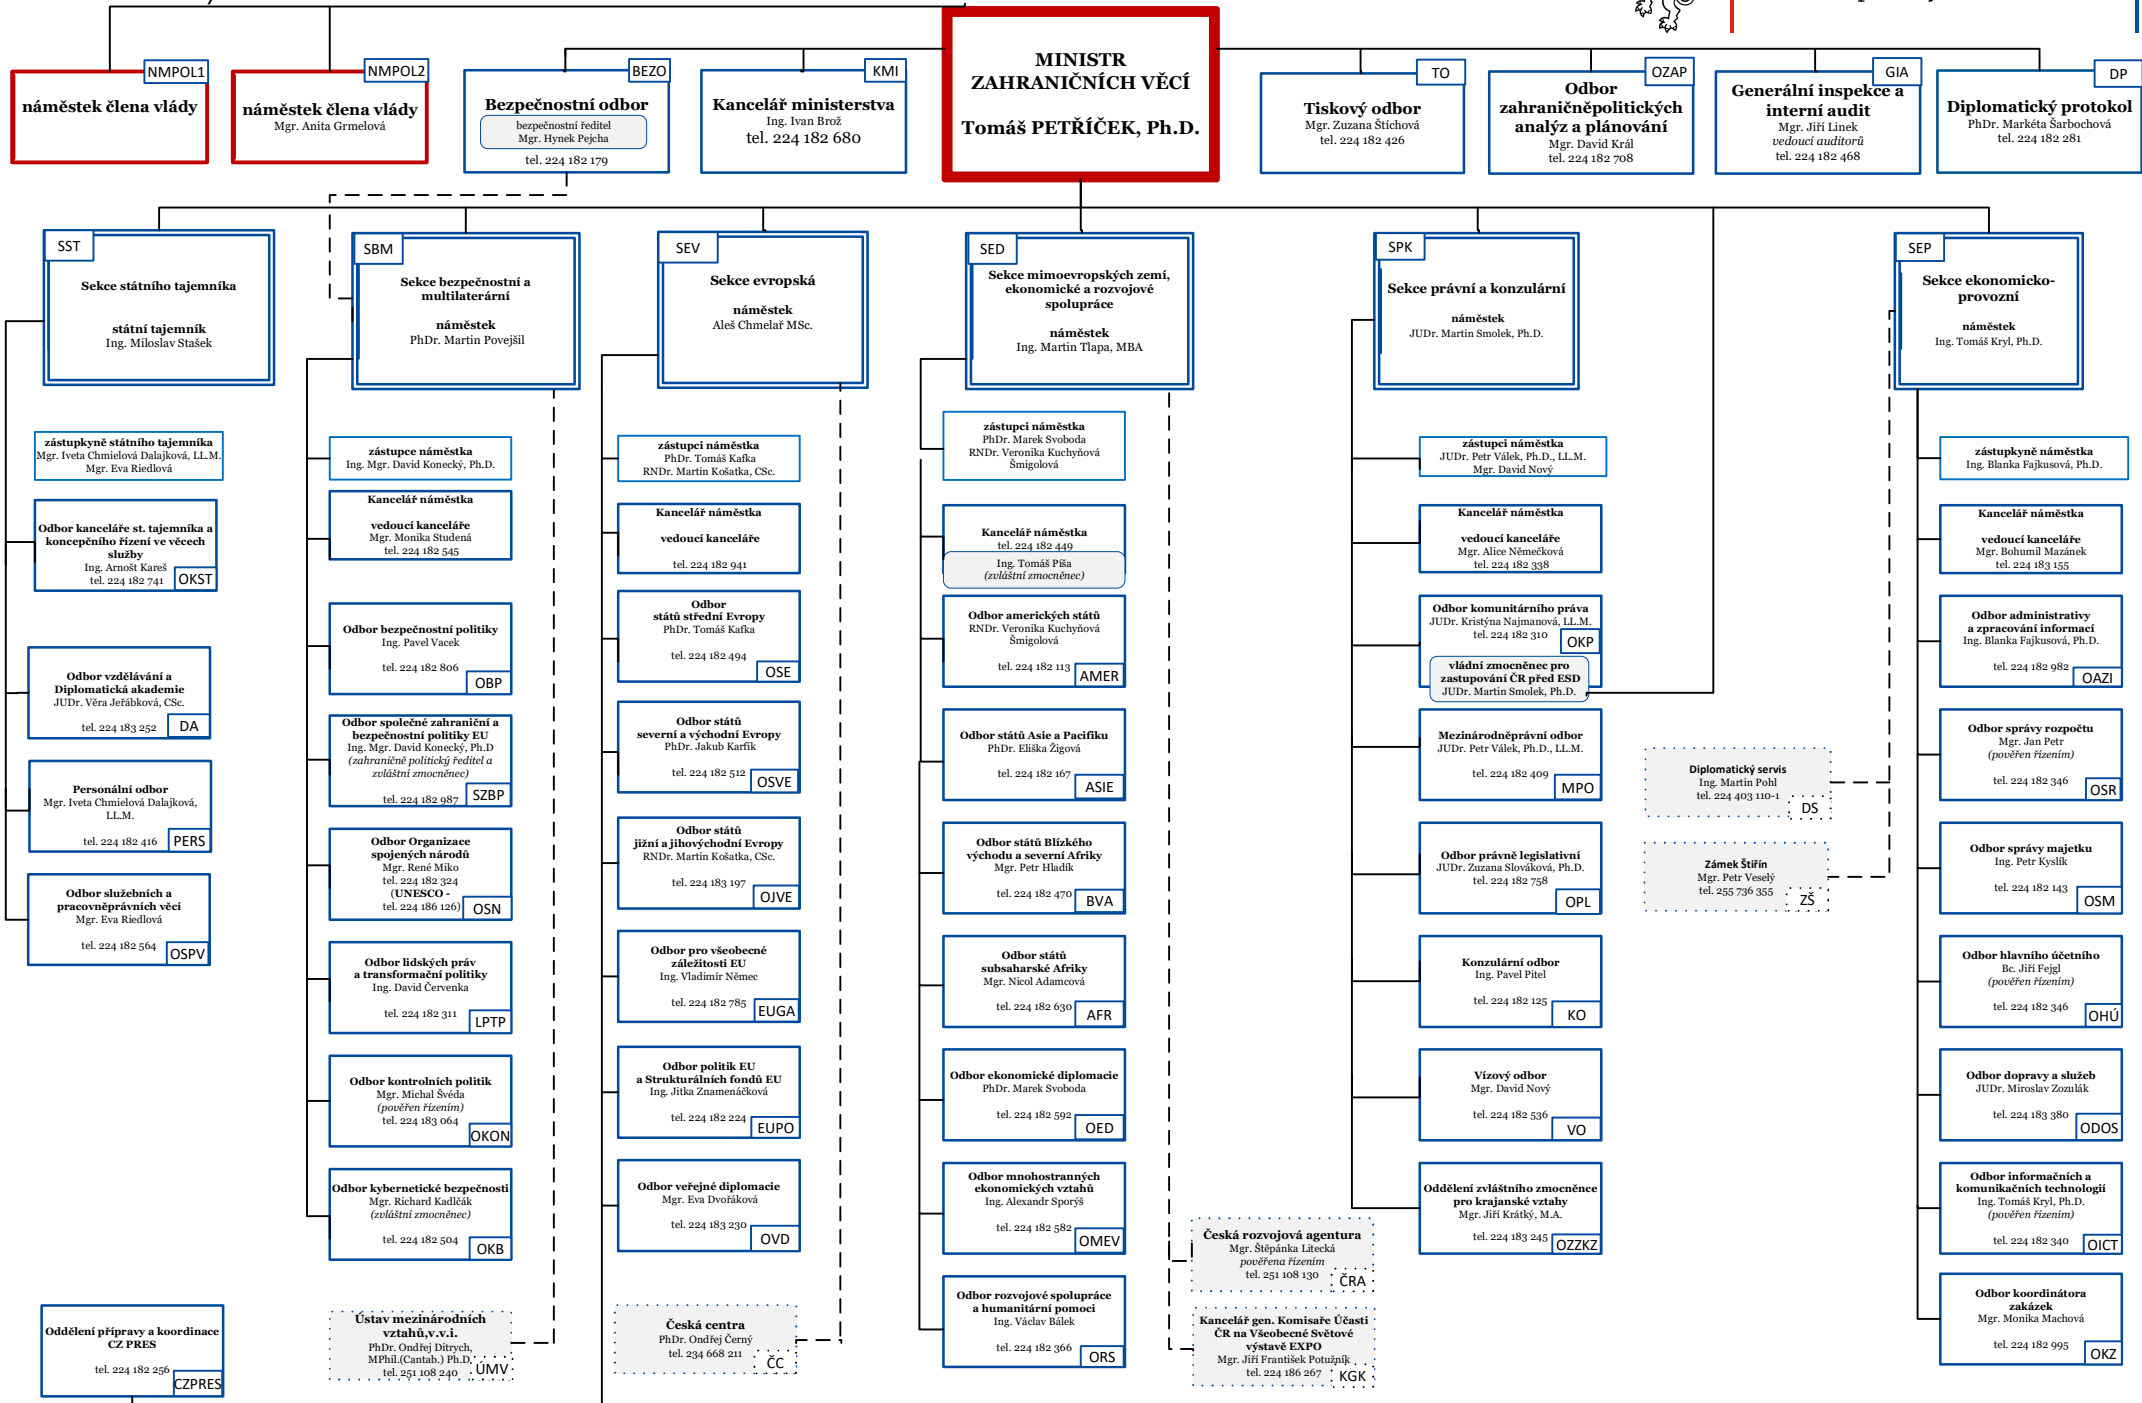 NMPOL1
náměstek člena vlády
NMPOL2
náměstek člena vlády
Mgr. Anita Grmelová
BEZO
Bezpečnostní odbor
bezpečnostní ředitel
Mgr. Hynek Pejcha
tel. 224 182 179
KMI
Kancelář ministerstva
Ing. Ivan Brož
tel. 224 182 680
MINISTR
ZAHRANIČNÍCH VĚCÍ
Tomáš PETŘÍČEK, Ph.D.
TO
Tiskový odbor
Mgr. Zuzana Štíchová
tel. 224 182 426
OZAP
Odbor
zahraničněpolitických
analýz a plánování
Mgr. David Král
tel. 224 182 708
GIA
Generální inspekce a
interní audit
Mgr. Jiří Linek
vedoucí auditorů
tel. 224 182 468
DP
Diplomatický protokol
PhDr. Markéta Šarbochová
tel. 224 182 281
SST
Sekce státního tajemníka
státní tajemník
Ing. Miloslav Stašek
zástupkyně státního tajemníka
Mgr. Iveta Chmielová Dalajková, LL.M.
Mgr. Eva Riedlová
Odbor kanceláře st. tajemníka a
koncepčního řízení ve věcech
služby
Ing. Arnošt Kareš
tel. 224 182 741
OKST
Odbor vzdělávání a
Diplomatická akademie
JUDr. Věra Jeřábková, CSc.
tel. 224 183 252
DA
Personální odbor
Mgr. Iveta Chmielová Dalajková,
LL.M.
tel. 224 182 416
PERS
Odbor služebních a
pracovněprávních věcí
Mgr. Eva Riedlová
tel. 224 182 564
OSPV
Oddělení přípravy a koordinace
CZ PRES
tel. 224 182 256
CZPRES
SBM
Sekce bezpečnostní a
multilaterární
náměstek
PhDr. Martin Povejšil
zástupce náměstka
Ing. Mgr. David Konecký, Ph.D.
Kancelář náměstka
vedoucí kanceláře
Mgr. Monika Studená
tel. 224 182 545
Odbor bezpečnostní politiky
Ing. Pavel Vacek
tel. 224 182 806
OBP
Odbor společné zahraniční a
bezpečnostní politiky EU
Ing. Mgr. David Konecký, Ph.D
(zahraničně politický ředitel a
zvláštní zmocněnec)
tel. 224 182 987
SZBP
Odbor Organizace
spojených národů
Mgr. René Miko
tel. 224 182 324
(UNESCO -
tel. 224 186 126)
OSN
Odbor lidských práv
a transformační politiky
Ing. David Červenka
tel. 224 182 311
LPTP
Odbor kontrolních politik
Mgr. Michal Švéda
(pověřen řízením)
tel. 224 183 064
OKON
Odbor kybernetické bezpečnosti
Mgr. Richard Kadlčák
(zvláštní zmocněnec)
tel. 224 182 504
OKB
Ústav mezinárodních
vztahů,v.v.i.
PhDr. Ondřej Ditrych,
MPhil.(Cantab.) Ph.D.
tel. 251 108 240
ÚMV
SEV
Sekce evropská
náměstek
Aleš Chmelař MSc.
zástupci náměstka
PhDr. Tomáš Kafka
RNDr. Martin Košatka, CSc.
Kancelář náměstka
vedoucí kanceláře
tel. 224 182 941
Odbor
států střední Evropy
PhDr. Tomáš Kafka
tel. 224 182 494
OSE
Odbor států
severní a východní Evropy
PhDr. Jakub Karfík
tel. 224 182 512
OSVE
Odbor států
jižní a jihovýchodní Evropy
RNDr. Martin Košatka, CSc.
tel. 224 183 197
OJVE
Odbor pro všeobecné
záležitosti EU
Ing. Vladimír Němec
tel. 224 182 785
EUGA
Odbor politik EU
a Strukturálních fondů EU
Ing. Jitka Znamenáčková
tel. 224 182 224
EUPO
Odbor veřejné diplomacie
Mgr. Eva Dvořáková
tel. 224 183 230
OVD
Česká centra
PhDr. Ondřej Černý
tel. 234 668 211
ČC
SED
Sekce mimoevropských zemí,
ekonomické a rozvojové
spolupráce
náměstek
Ing. Martin Tlapa, MBA
zástupci náměstka
PhDr. Marek Svoboda
RNDr. Veronika Kuchyňová
Šmigolová
Kancelář náměstka
tel. 224 182 449
Ing. Tomáš Píša
(zvláštní zmocněnec)
Odbor amerických států
RNDr. Veronika Kuchyňová
Šmigolová
tel. 224 182 113
AMER
Odbor států Asie a Pacifiku
PhDr. Eliška Žigová
tel. 224 182 167
ASIE
Odbor států Blízkého
východu a severní Afriky
Mgr. Petr Hladík
tel. 224 182 470
BVA
Odbor států
subsaharské Afriky
Mgr. Nicol Adamcová
tel. 224 182 630
AFR
Odbor ekonomické diplomacie
PhDr. Marek Svoboda
tel. 224 182 592
OED
Odbor mnohostranných
ekonomických vztahů
Ing. Alexandr Sporýš
tel. 224 182 582
OMEV
Odbor rozvojové spolupráce
a humanitární pomoci
Ing. Václav Bálek
tel. 224 182 366
ORS
Česká rozvojová agentura
Mgr. Štěpánka Litecká
pověřena řízením
tel. 251 108 130
ČRA
Kancelář gen. Komisaře Účasti
ČR na Všeobecné Světové
výstavě EXPO
Mgr. Jiří František Potužník
tel. 224 186 267
KGK
SPK
Sekce právní a konzulární
náměstek
JUDr. Martin Smolek, Ph.D.
zástupci náměstka
JUDr. Petr Válek, Ph.D., LL.M.
Mgr. David Nový
Kancelář náměstka
vedoucí kanceláře
Mgr. Alice Němečková
tel. 224 182 338
Odbor komunitárního práva
JUDr. Kristýna Najmanová, LL.M.
tel. 224 182 310
OKP
vládní zmocněnec pro
zastupování ČR před ESD
JUDr. Martin Smolek, Ph.D.
Mezinárodněprávní odbor
JUDr. Petr Válek, Ph.D., LL.M.
tel. 224 182 409
MPO
Odbor právně legislativní
JUDr. Zuzana Slováková, Ph.D.
tel. 224 182 758
OPL
Konzulární odbor
Ing. Pavel Pitel
tel. 224 182 125
KO
Vízový odbor
Mgr. David Nový
tel. 224 182 536
VO
Oddělení zvláštního zmocněnce
pro krajanské vztahy
Mgr. Jiří Krátký, M.A.
tel. 224 183 245
OZZKZ
Diplomatický servis
Ing. Martin Pohl
tel. 224 403 110-1
DS
Zámek Štiřín
Mgr. Petr Veselý
tel. 255 736 355
ZŠ
SEP
Sekce ekonomicko-
provozní
náměstek
Ing. Tomáš Kryl, Ph.D.
zástupkyně náměstka
Ing. Blanka Fajkusová, Ph.D.
Kancelář náměstka
vedoucí kanceláře
Mgr. Bohumil Mazánek
tel. 224 183 155
Odbor administrativy
a zpracování informací
Ing. Blanka Fajkusová, Ph.D.
tel. 224 182 982
OAZI
Odbor správy rozpočtu
Mgr. Jan Petr
(pověřen řízením)
tel. 224 182 346
OSR
Odbor správy majetku
Ing. Petr Kyslík
tel. 224 182 143
OSM
Odbor hlavního účetního
Bc. Jiří Fejgl
(pověřen řízením)
tel. 224 182 346
OHÚ
Odbor dopravy a služeb
JUDr. Miroslav Zozulák
tel. 224 183 380
ODOS
Odbor informačních a
komunikačních technologií
Ing. Tomáš Kryl, Ph.D.
(pověřen řízením)
tel. 224 182 340
OICT
Odbor koordinátora
zakázek
Mgr. Monika Machová
tel. 224 182 995
OKZ